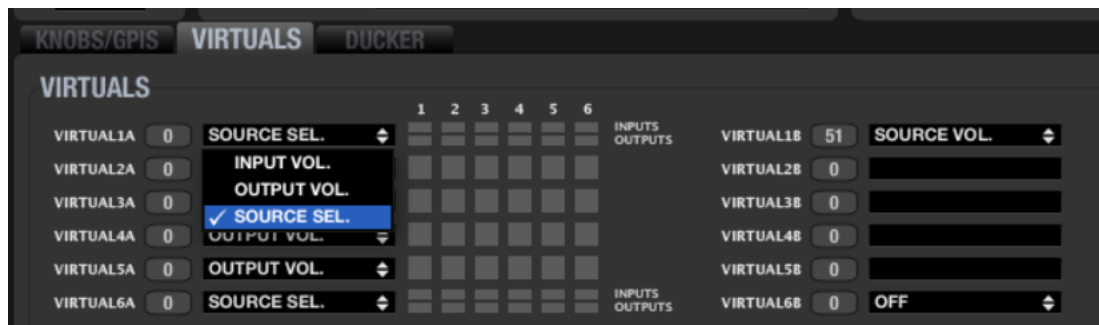 KNOBS/GPIS VIRTUALS DUCKER
VIRTUALS
1 2 3 4 5 6
VIRTUAL1A 0 SOURCE SEL. INPUTS OUTPUTS VIRTUAL1B 51 SOURCE VOL.
VIRTUAL2A 0 INPUT VOL. VIRTUAL2B 0
OUTPUT VOL.
VIRTUAL3A 0 ✓ SOURCE SEL. VIRTUAL3B 0
VIRTUAL4A 0 OUTPUT VOL. VIRTUAL4B 0
VIRTUAL5A 0 OUTPUT VOL. VIRTUAL5B 0
VIRTUAL6A 0 SOURCE SEL. INPUTS OUTPUTS VIRTUAL6B 0 OFF